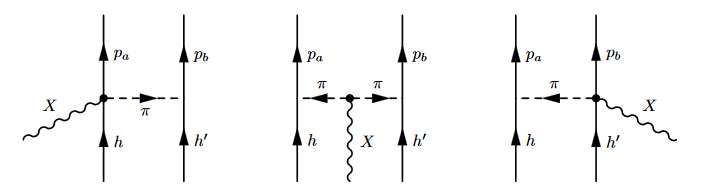 p_a p_b p_a p_b p_a p_b
X π π π π X
h h' h X h' h h'